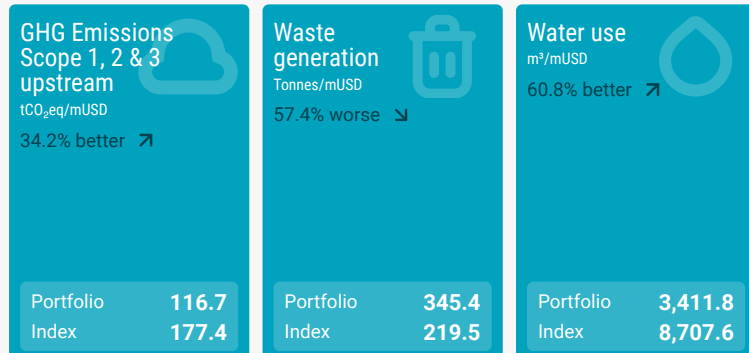 GHG Emissions
Scope 1, 2 & 3
upstream
tCO₂eq/mUSD
34.2% better
Portfolio 116.7
Index 177.4
Waste
generation
Tonnes/mUSD
57.4% worse
Portfolio 345.4
Index 219.5
Water use
m³/mUSD
60.8% better
Portfolio 3,411.8
Index 8,707.6